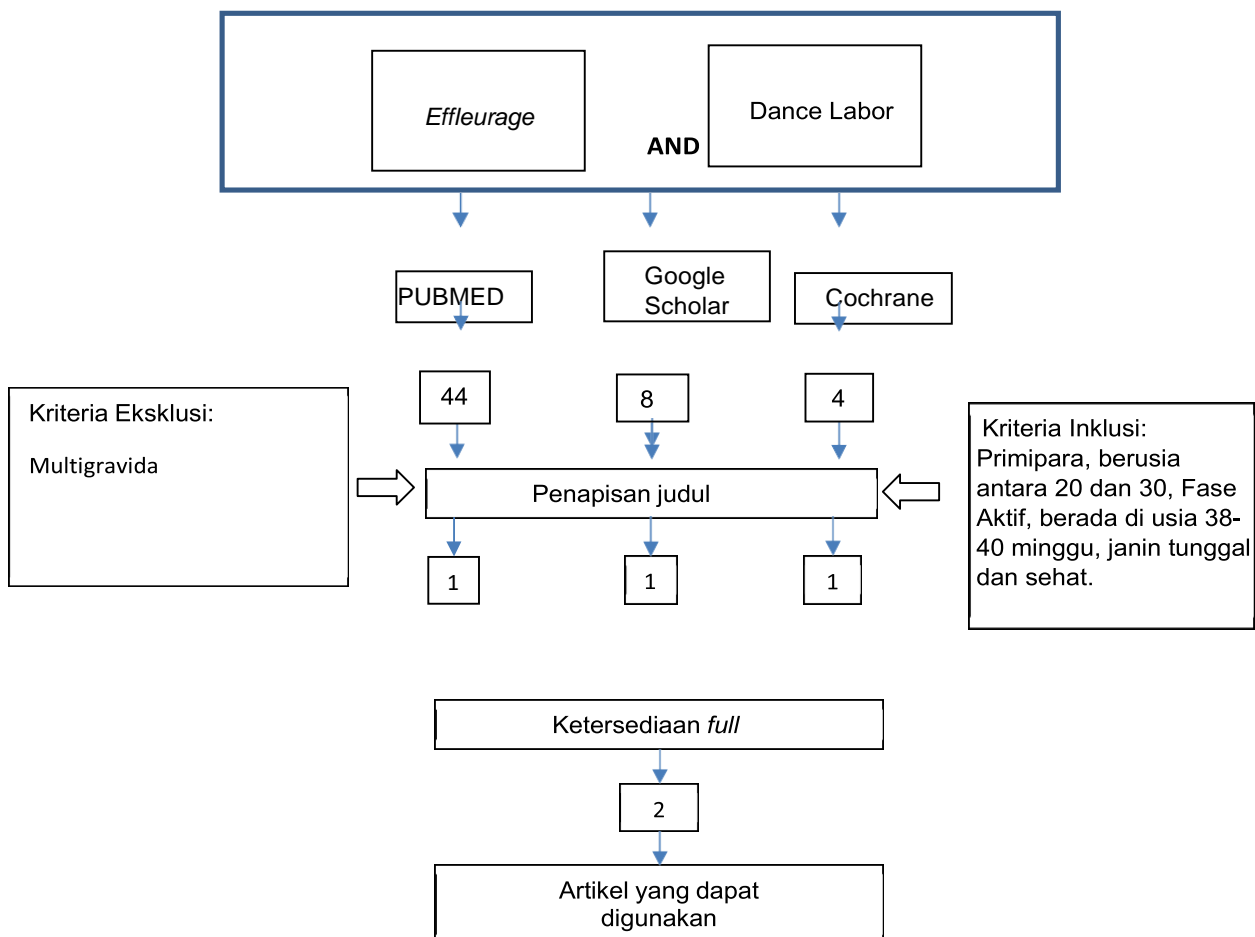 Effleurage
AND
Dance Labor
PUBMED
Google
Scholar
Cochrane
44
8
4
Kriteria Eksklusi:
Multigravida
Penapisan judul
Kriteria Inklusi:
Primipara, berusia
antara 20 dan 30, Fase
Aktif, berada di usia 38-
40 minggu, janin tunggal
dan sehat.
1
1
1
Ketersediaan full
2
Artikel yang dapat
digunakan